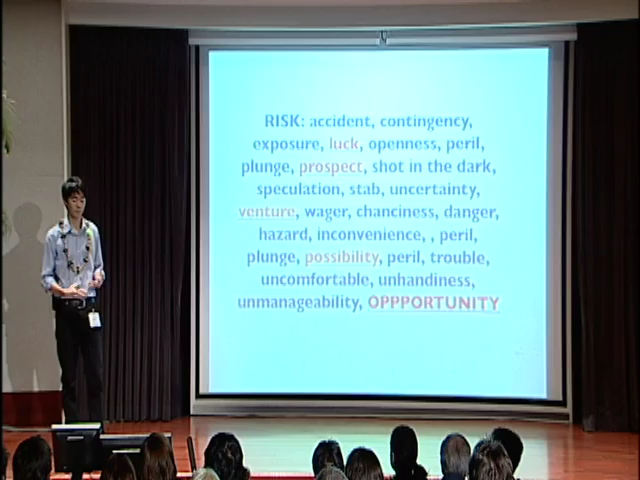 RISK: accident, contingency,
exposure, luck, openness, peril,
plunge, prospect, shot in the dark,
speculation, stab, uncertainty,
venture, wager, chanciness, danger,
hazard, inconvenience, , peril,
plunge, possibility, peril, trouble,
uncomfortable, unhandiness,
unmanageability, OPPPORTUNITY